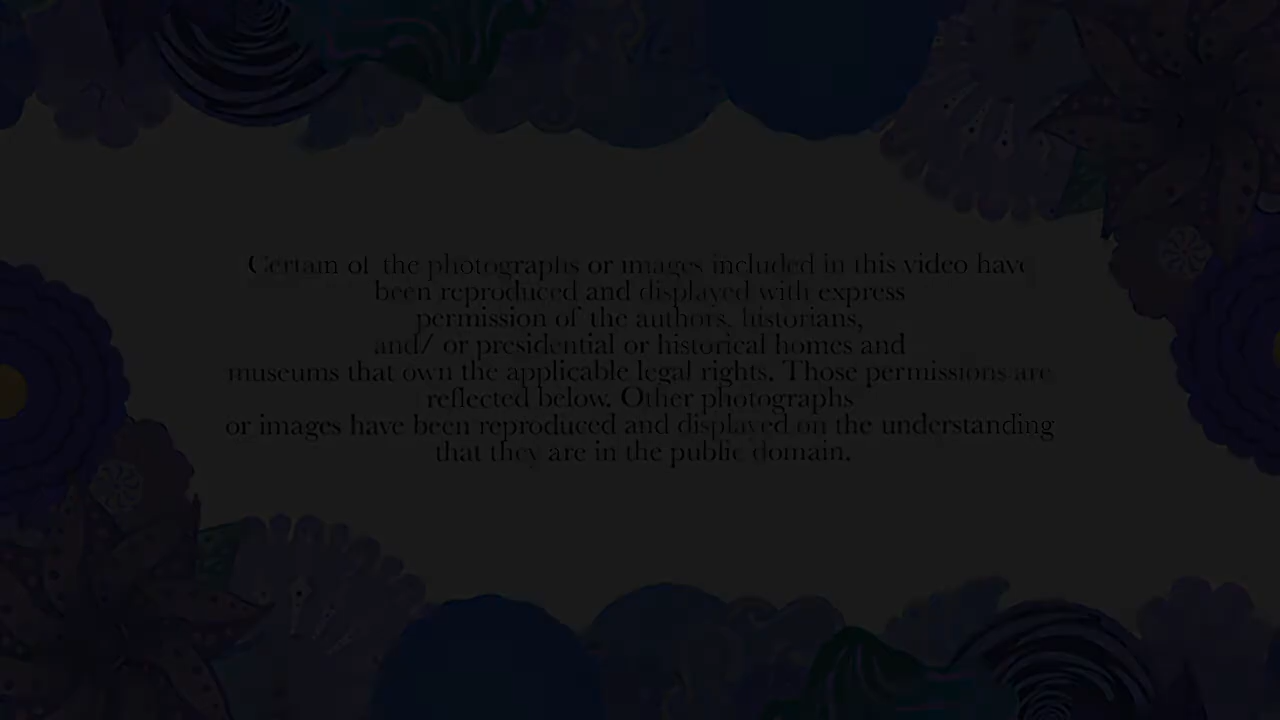 Certain of the photographs or images included in this video have
been reproduced and displayed with express
permission of the authors, historians,
and/ or presidential or historical homes and
museums that own the applicable legal rights. Those permissions are
reflected below. Other photographs
or images have been reproduced and displayed on the understanding
that they are in the public domain.